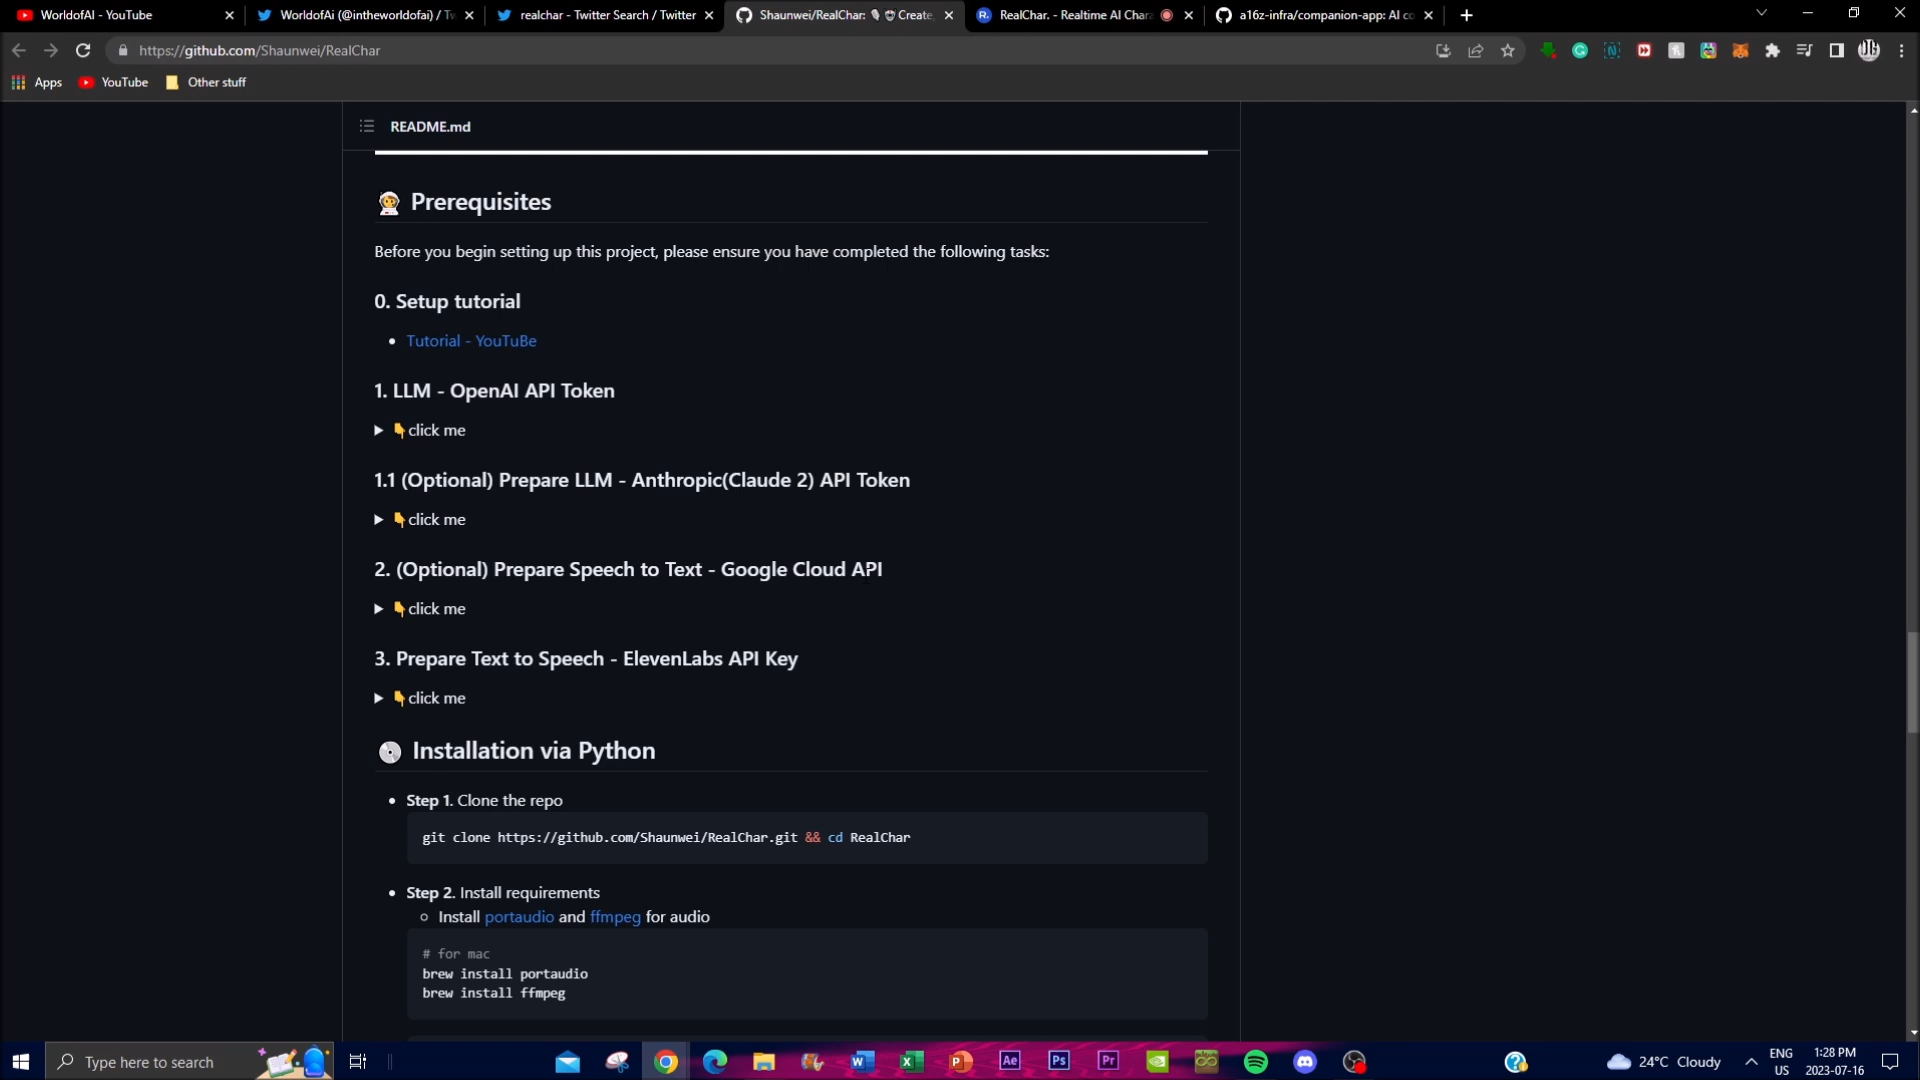 WorldofAI - YouTube
WorldofAi (@intheworldofai) / Tw
realchar - Twitter Search / Twitter
Shaunwei/RealChar: 🎙️🤖Create,
RealChar. - Realtime AI Chara
a16z-infra/companion-app: AI co
https://github.com/Shaunwei/RealChar
Apps
YouTube
Other stuff
README.md
🧑‍🚀 Prerequisites
Before you begin setting up this project, please ensure you have completed the following tasks:
0. Setup tutorial
• Tutorial - YouTuBe
1. LLM - OpenAI API Token
▶ 👇click me
1.1 (Optional) Prepare LLM - Anthropic(Claude 2) API Token
▶ 👇click me
2. (Optional) Prepare Speech to Text - Google Cloud API
▶ 👇click me
3. Prepare Text to Speech - ElevenLabs API Key
▶ 👇click me
💿 Installation via Python
• Step 1. Clone the repo
git clone https://github.com/Shaunwei/RealChar.git && cd RealChar
• Step 2. Install requirements
○ Install portaudio and ffmpeg for audio
# for mac
brew install portaudio
brew install ffmpeg
Type here to search
Ae
Ps
Pr
24°C Cloudy
ENG
US
1:28 PM
2023-07-16